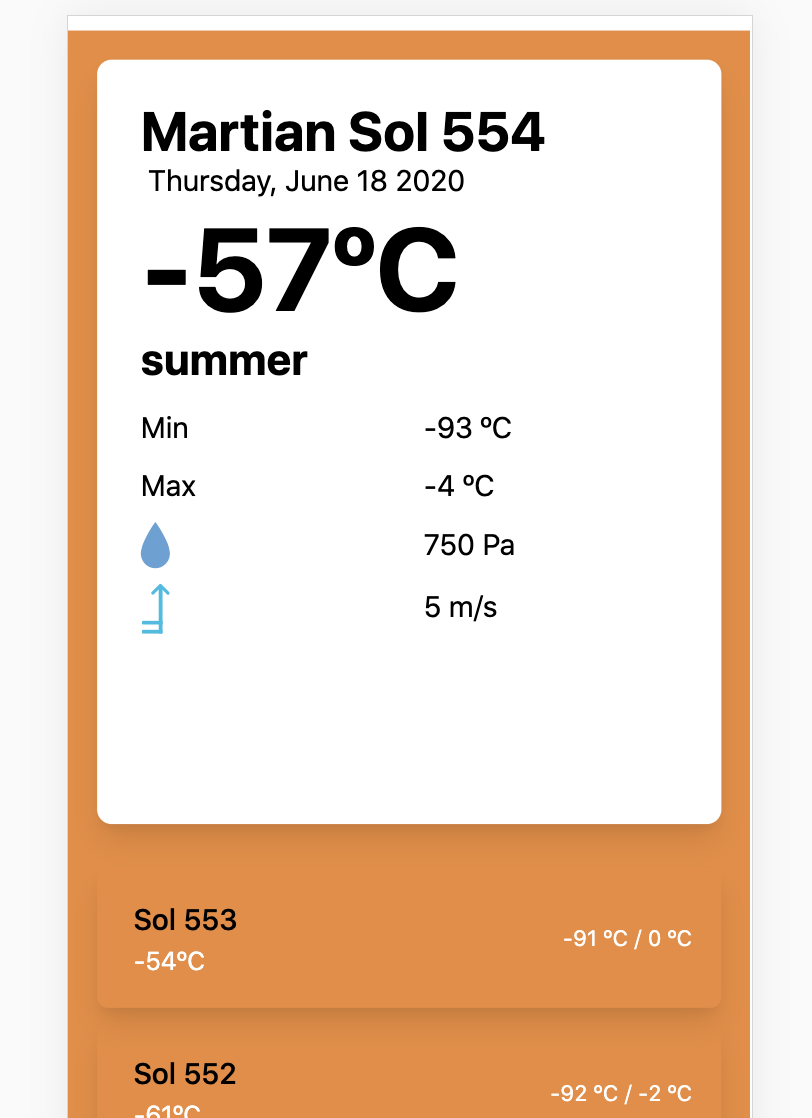 Martian Sol 554
Thursday, June 18 2020
-57ºC
summer
Min -93 ºC
Max -4 ºC
750 Pa
5 m/s
Sol 553
-54ºC
-91 ºC / 0 ºC
Sol 552
-61ºC
-92 ºC / -2 ºC